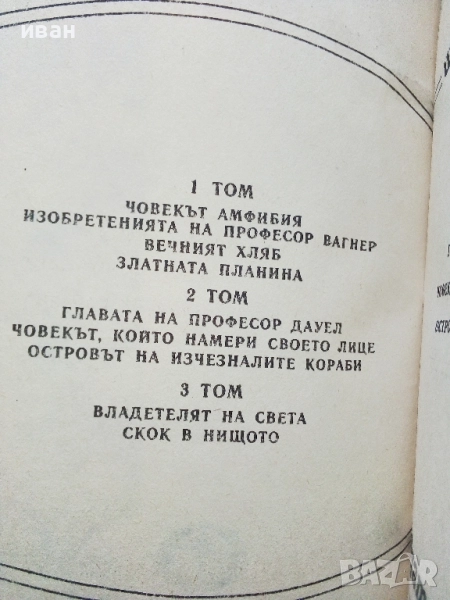 иван
1 ТОМ
ЧОВЕКЪТ АМФИБИЯ
ИЗОБРЕТЕНИЯТА НА ПРОФЕСОР ВАГНЕР
ВЕЧНИЯТ ХЛЯБ
ЗЛАТНАТА ПЛАНИНА
2 ТОМ
ГЛАВАТА НА ПРОФЕСОР ДАУЕЛ
ЧОВЕКЪТ, КОЙТО НАМЕРИ СВОЕТО ЛИЦЕ
ОСТРОВЪТ НА ИЗЧЕЗНАЛИТЕ КОРАБИ
3 ТОМ
ВЛАДЕТЕЛЯТ НА СВЕТА
СКОК В НИЩОТО
BAZAR